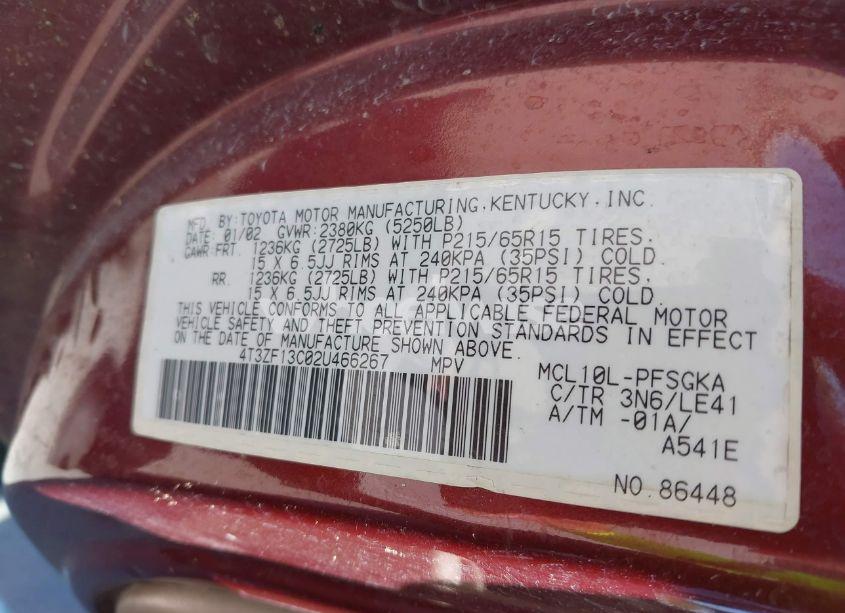 MFD. BY:TOYOTA MOTOR MANUFACTURING,KENTUCKY,INC.
DATE: 01/02 GVWR:2380KG (5250LB)
GAWR:FRT. 1236KG (2725LB) WITH P215/65R15 TIRES.
15 X 6.5JJ RIMS AT 240KPA (35PSI) COLD.
RR. 1236KG (2725LB) WITH P215/65R15 TIRES.
15 X 6.5JJ RIMS AT 240KPA (35PSI) COLD.
THIS VEHICLE CONFORMS TO ALL APPLICABLE FEDERAL MOTOR
VEHICLE SAFETY AND THEFT PREVENTION STANDARDS IN EFFECT
ON THE DATE OF MANUFACTURE SHOWN ABOVE.
4T3ZF13C02U466267 MPV
MCL10L-PFSGKA
C/TR 3N6/LE41
A/TM -01A/
A541E
NO.86448